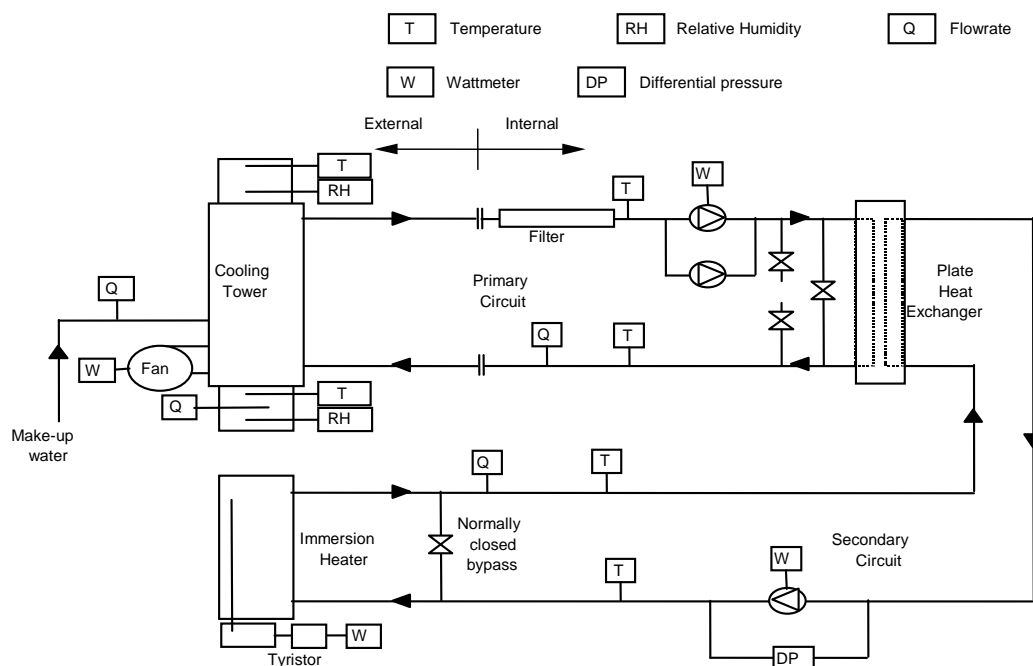 T Temperature
RH Relative Humidity
Q Flowrate
W Wattmeter
DP Differential pressure
External
Internal
T
RH
T
W
Filter
Cooling
Tower
Primary
Circuit
Plate
Heat
Exchanger
Q
Q
T
W
Fan
Q
T
RH
Make-up
water
Q
T
Immersion
Heater
Normally
closed
bypass
Secondary
Circuit
T
W
W
Tyristor
DP